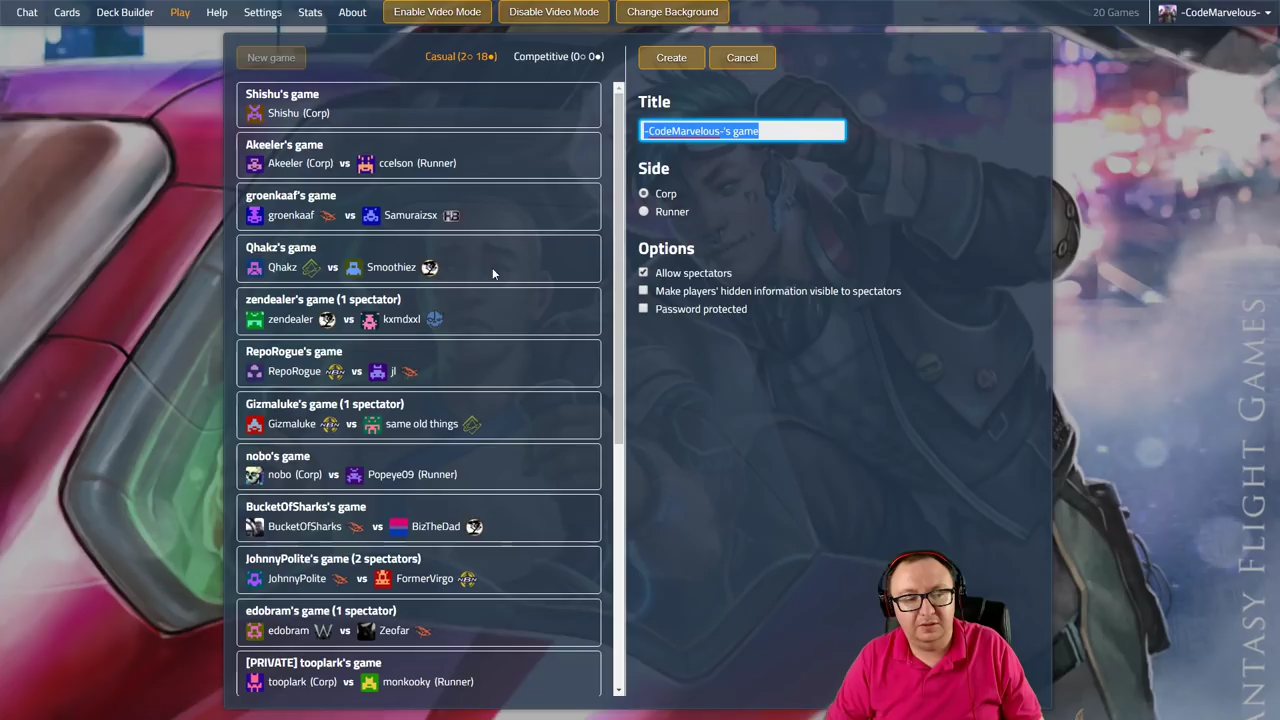 Chat Cards Deck Builder Play Help Settings Stats About Enable Video Mode Disable Video Mode Change Background 20 Games -CodeMarvelous-
New game Casual (2○ 18●) Competitive (0○ 0●)
Shishu's game
Shishu (Corp)
Akeeler's game
Akeeler (Corp) vs ccelson (Runner)
groenkaaf's game
groenkaaf vs Samuraizsx
Qhakz's game
Qhakz vs Smoothiez
zendealer's game (1 spectator)
zendealer vs kxmdxxl
RepoRogue's game
RepoRogue vs jl
Gizmaluke's game (1 spectator)
Gizmaluke vs same old things
nobo's game
nobo (Corp) vs Popeye09 (Runner)
BucketOfSharks's game
BucketOfSharks vs BizTheDad
JohnnyPolite's game (2 spectators)
JohnnyPolite vs FormerVirgo
edobram's game (1 spectator)
edobram vs Zeofar
[PRIVATE] tooplark's game
tooplark (Corp) vs monkooky (Runner)
Create Cancel
Title
-CodeMarvelous-'s game
Side
Corp
Runner
Options
Allow spectators
Make players' hidden information visible to spectators
Password protected
ANTASY FLIGHT GAMES